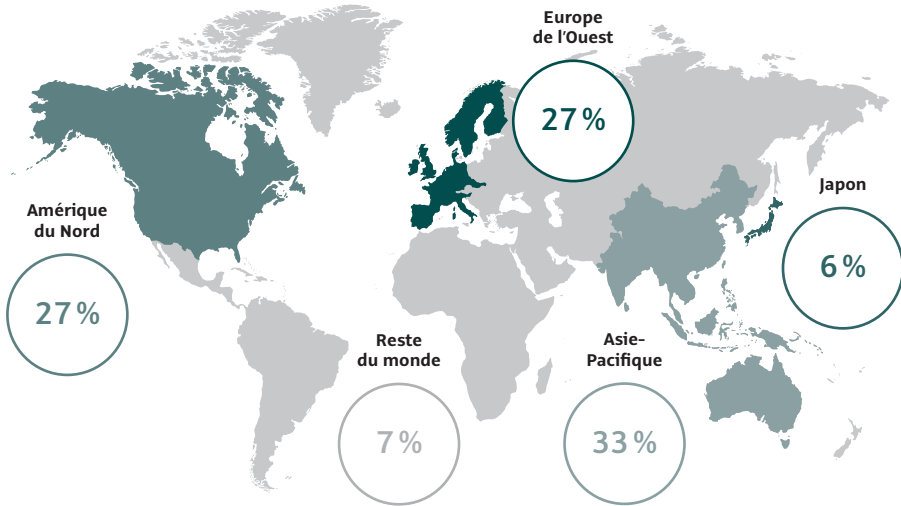 Europe
de l'Ouest
27 %
Amérique
du Nord
27 %
Japon
6 %
Reste
du monde
7 %
Asie-
Pacifique
33 %